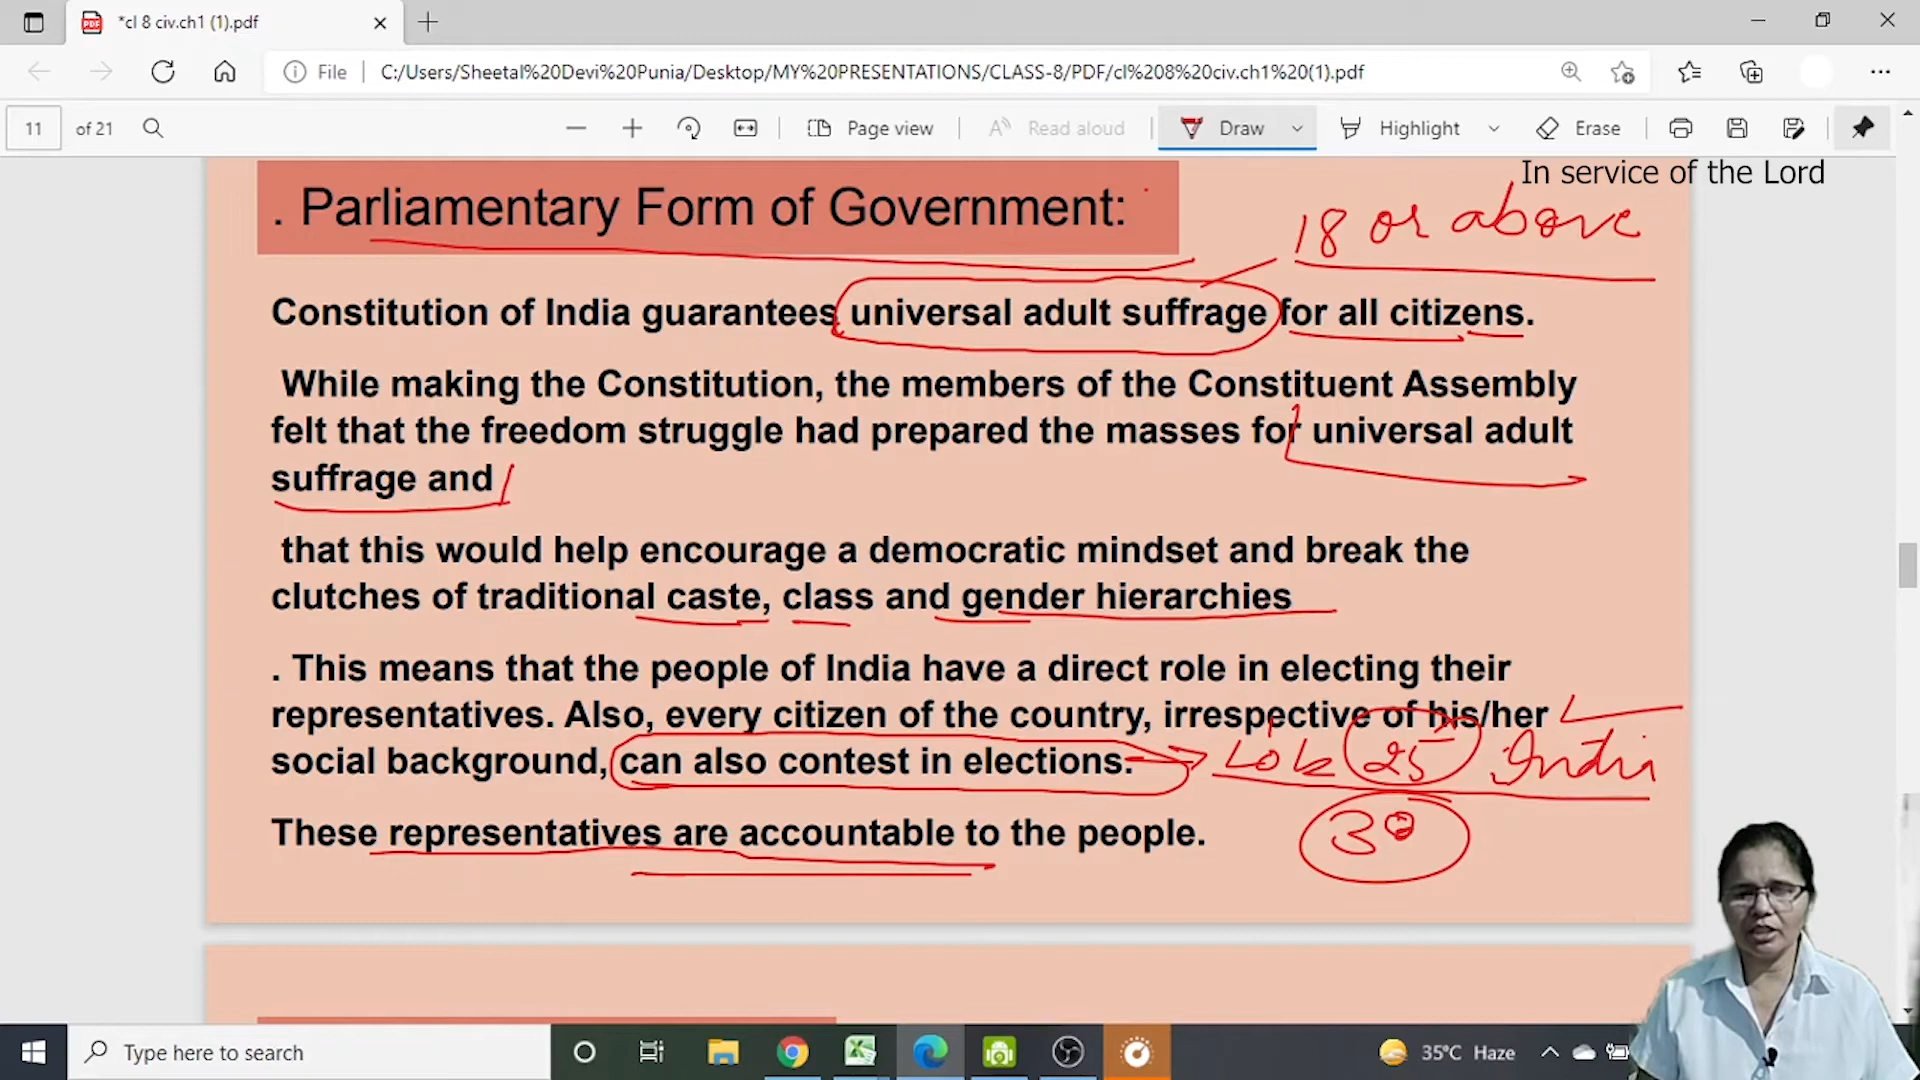 *cl 8 civ.ch1 (1).pdf
File
C:/Users/Sheetal%20Devi%20Punia/Desktop/MY%20PRESENTATIONS/CLASS-8/PDF/cl%208%20civ.ch1%20(1).pdf
11 of 21 Page view Read aloud Draw Highlight Erase
In service of the Lord
. Parliamentary Form of Government:
18 or above
Constitution of India guarantees universal adult suffrage for all citizens.
While making the Constitution, the members of the Constituent Assembly
felt that the freedom struggle had prepared the masses for universal adult
suffrage and
that this would help encourage a democratic mindset and break the
clutches of traditional caste, class and gender hierarchies
. This means that the people of India have a direct role in electing their
representatives. Also, every citizen of the country, irrespective of his/her
social background, can also contest in elections.
Lok 25 India
These representatives are accountable to the people.
30
Type here to search
35°C Haze